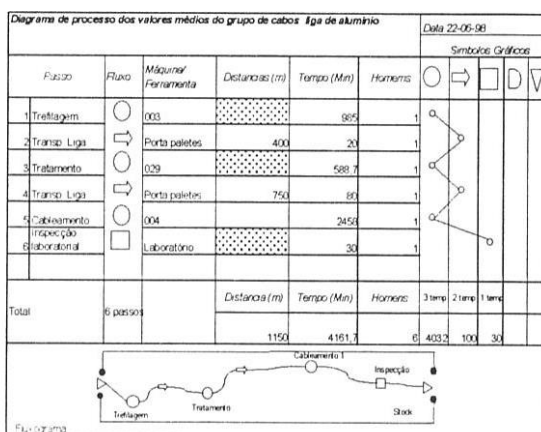 Diagrama de processo dos valores médios do grupo de cabos liga de alumínio
Data 22-06-98
Símbolos Gráficos
Passo Fluxo Máquina/ Ferramenta Distancias (m) Tempo (Min) Homens
1 Trefilagem 003 985 1
2 Transp. Liga Porta paletes 400 20 1
3 Tratamento 029 588,7 1
4 Transp. Liga Porta paletes 750 80 1
5 Cableamento 004 2458 1
6 Inspecção laboratorial Laboratório 30 1
Distancia (m) Tempo (Min) Homens 3 temp 2 temp 1 temp
Total 6 passos
1150 4161,7 6 4032 100 30
Cableamento 1
Inspecção
Trefilagem
Tratamento
Stock
Fluxograma